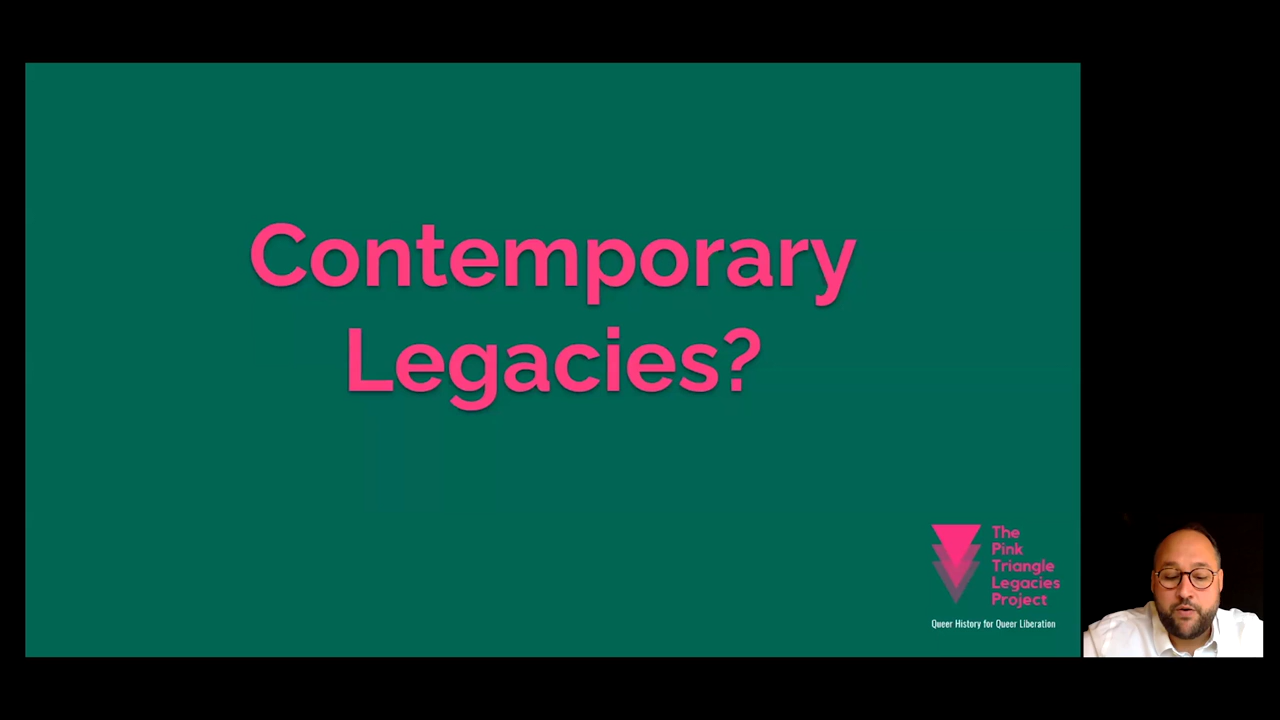 Contemporary
Legacies?
The
Pink
Triangle
Legacies
Project
Queer History for Queer Liberation